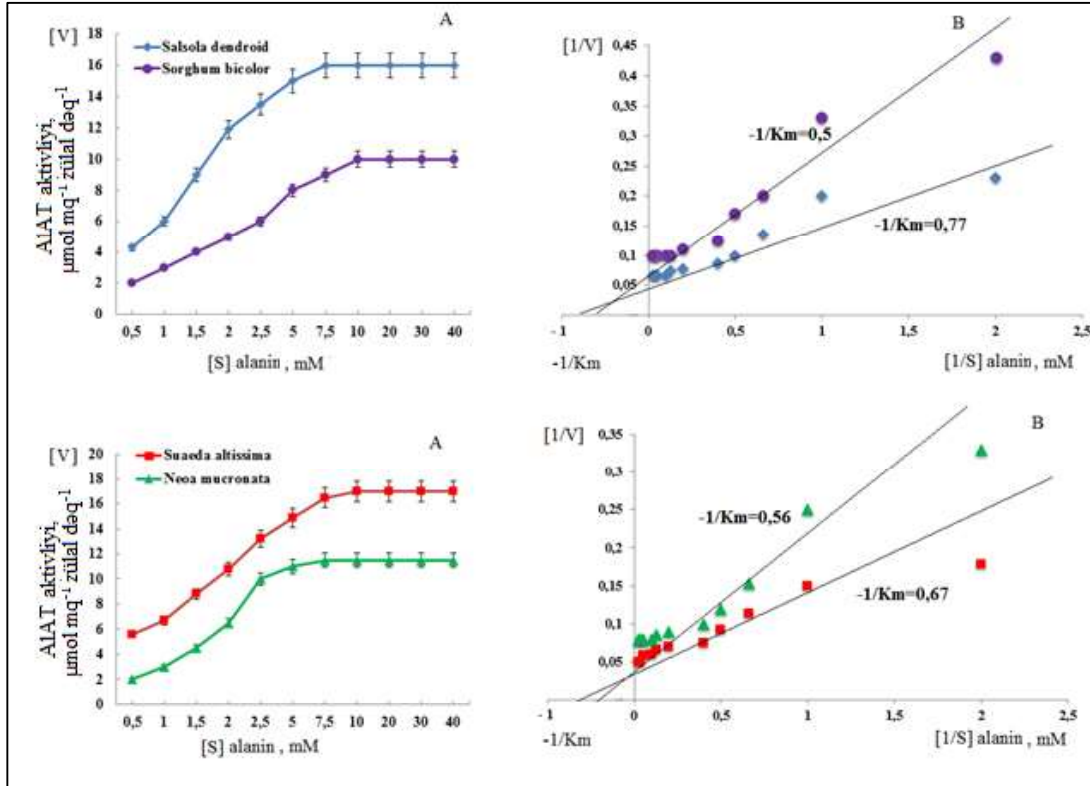 A
[V]
18
16
14
12
10
8
6
4
2
0
AlAT aktivliyi,
µmol mq⁻¹ zülal dəq⁻¹
Salsola dendroid
Sorghum bicolor
0,5 1 1,5 2 2,5 5 7,5 10 20 30 40
[S] alanin , mM
B
[1/V]
0,45
0,4
0,35
0,3
0,25
0,2
0,15
0,1
0,05
0
-1/Km=0,5
-1/Km=0,77
0 0,5 1 1,5 2 2,5
-1/Km
[1/S] alanin , mM
A
[V]
20
18
16
14
12
10
8
6
4
2
0
AlAT aktivliyi,
µmol mq⁻¹ zülal dəq⁻¹
Suaeda altissima
Neoa mucronata
0,5 1 1,5 2 2,5 5 7,5 10 20 30 40
[S] alanin , mM
B
[1/V]
0,35
0,3
0,25
0,2
0,15
0,1
0,05
-1/Km=0,56
-1/Km=0,67
-1 0 0,5 1 1,5 2 2,5
-1/Km
[1/S] alanin , mM